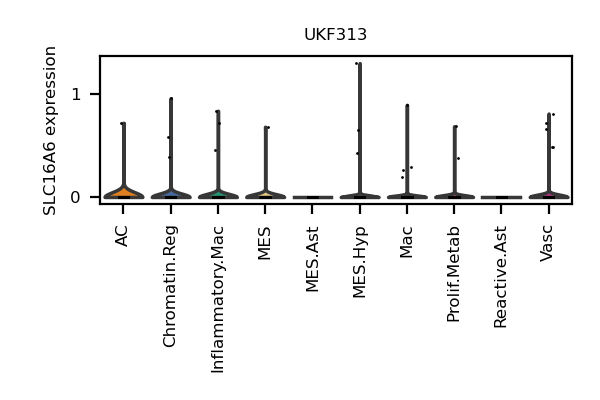 UKF313
SLC16A6 expression
1
0
AC
Chromatin.Reg
Inflammatory.Mac
MES
MES.Ast
MES.Hyp
Mac
Prolif.Metab
Reactive.Ast
Vasc